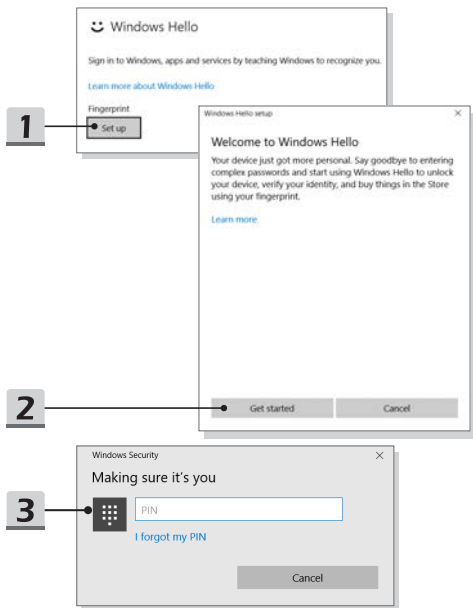 Windows Hello
Sign in to Windows, apps and services by teaching Windows to recognize you.
Learn more about Windows Hello
Fingerprint
1
Set up
Windows Hello setup
Welcome to Windows Hello
Your device just got more personal. Say goodbye to entering
complex passwords and start using Windows Hello to unlock
your device, verify your identity, and buy things in the Store
using your fingerprint.
Learn more
2
Get started
Cancel
Windows Security
Making sure it's you
3
PIN
I forgot my PIN
Cancel